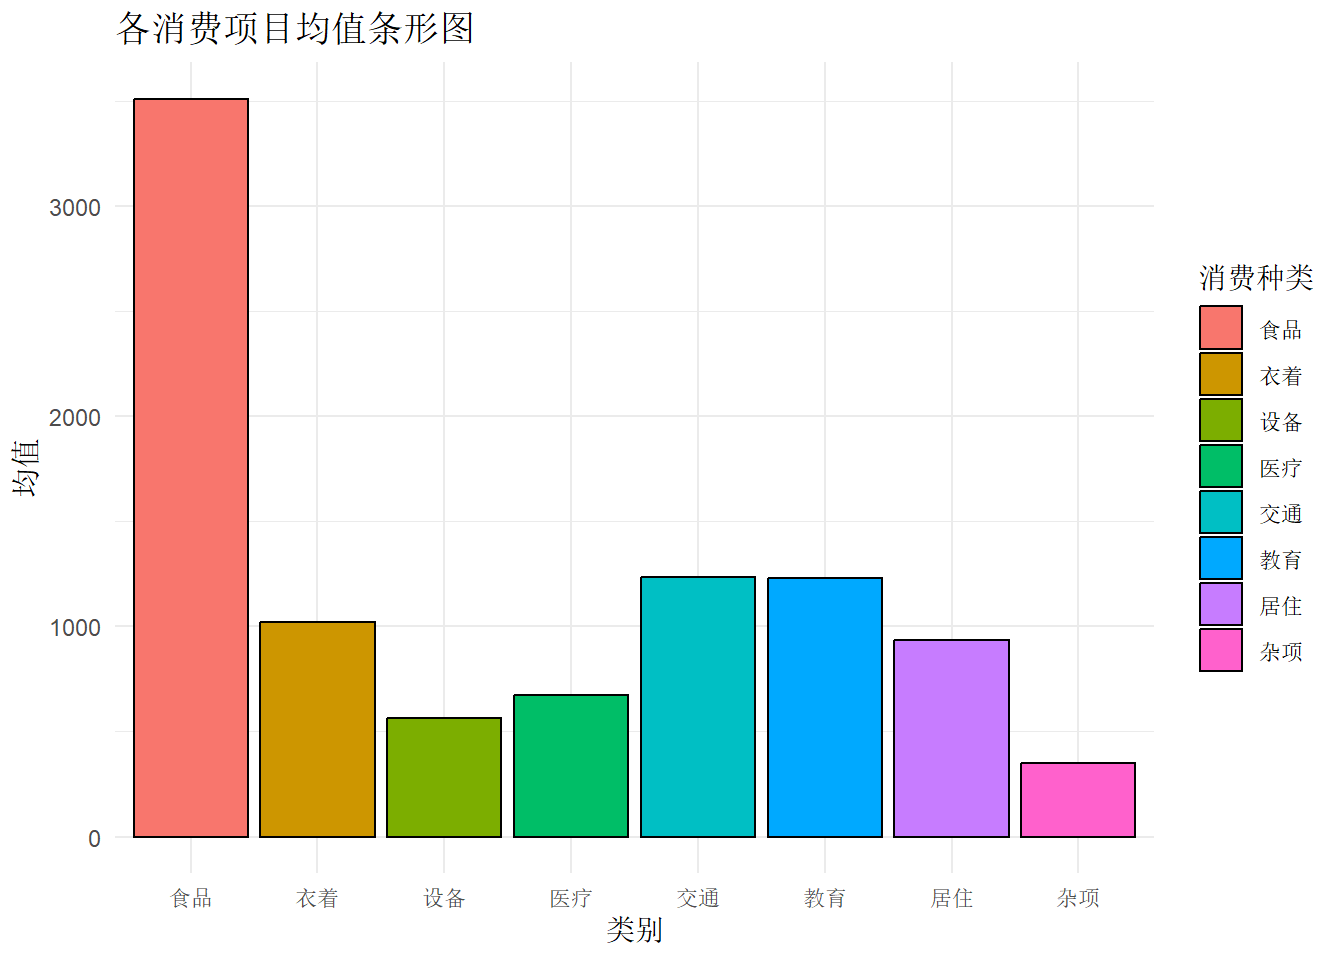 各消费项目均值条形图
均值
3000
2000
1000
0
食品 衣着 设备 医疗 交通 教育 居住 杂项
类别
消费种类
食品
衣着
设备
医疗
交通
教育
居住
杂项